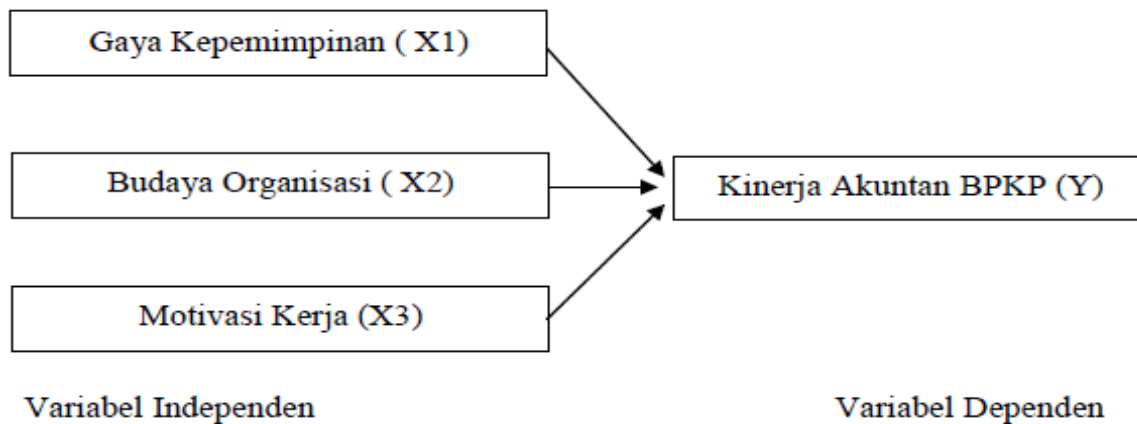 Gaya Kepemimpinan ( X1)
Budaya Organisasi ( X2)
Kinerja Akuntan BPKP (Y)
Motivasi Kerja (X3)
Variabel Independen
Variabel Dependen